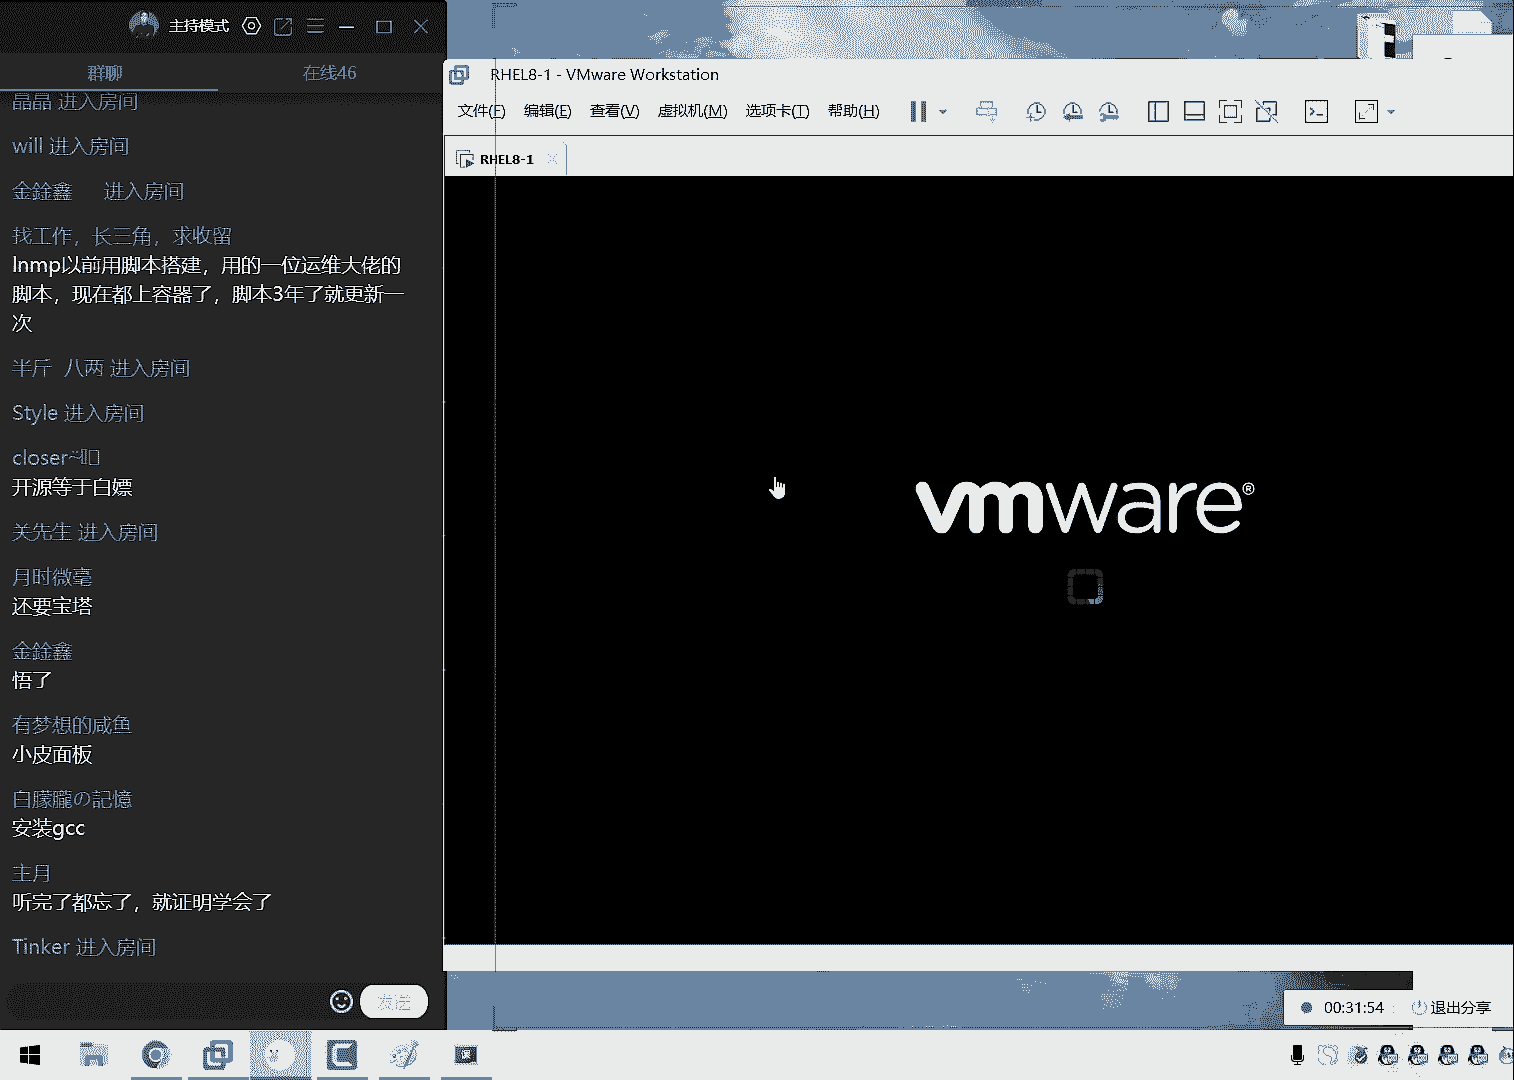 主持模式
群聊
在线46
晶晶 进入房间
will 进入房间
金銓鑫 进入房间
找工作，长三角，求收留
lnmp以前用脚本搭建，用的一位运维大佬的
脚本，现在都上容器了，脚本3年了就更新一
次
半斤 八两 进入房间
Style 进入房间
closer
开源等于白嫖
关先生 进入房间
月时微毫
还要宝塔
金銓鑫
悟了
有梦想的咸鱼
小皮面板
白朦朧の記憶
安装gcc
主月
听完了都忘了，就证明学会了
Tinker 进入房间
发送
RHEL8-1 - VMware Workstation
文件(F) 编辑(E) 查看(V) 虚拟机(M) 选项卡(T) 帮助(H)
RHEL8-1
vmware®
00:31:54
退出分享